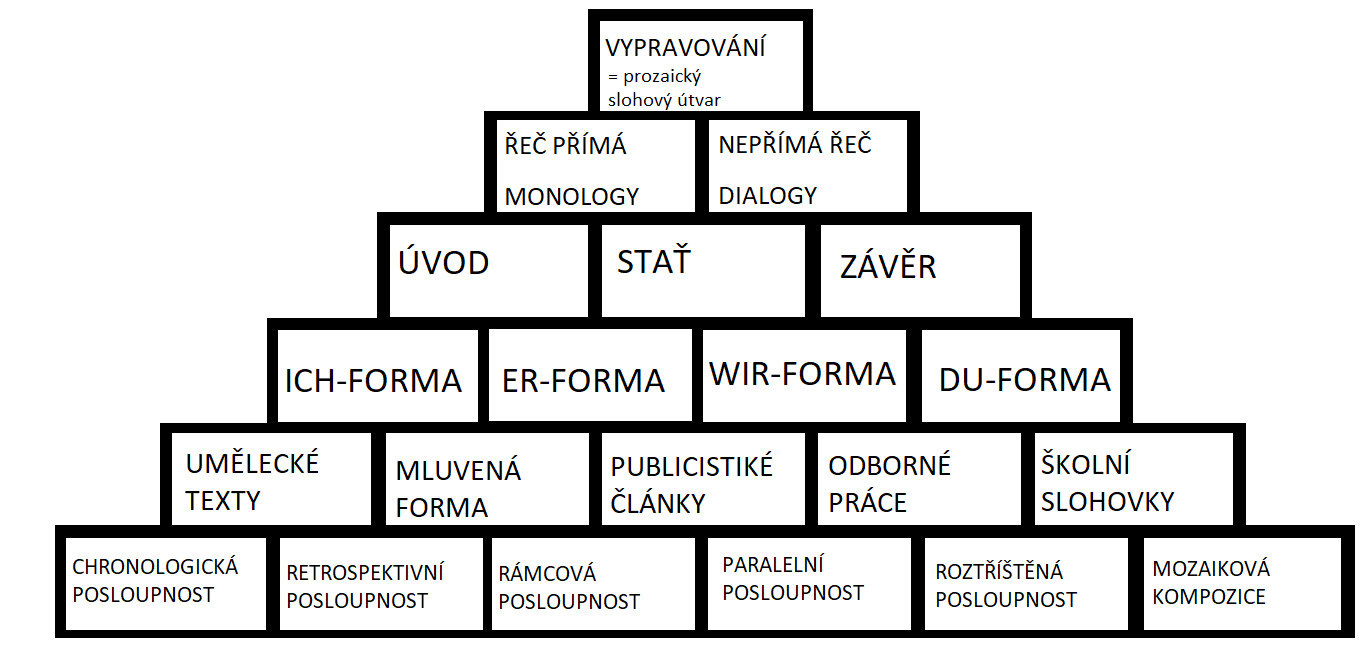 VYPRAVOVÁNÍ
= prozaický
slohový útvar
ŘEČ PŘÍMÁ
MONOLOGY
NEPŘÍMÁ ŘEČ
DIALOGY
ÚVOD
STAŤ
ZÁVĚR
ICH-FORMA
ER-FORMA
WIR-FORMA
DU-FORMA
UMĚLECKÉ
TEXTY
MLUVENÁ
FORMA
PUBLICISTIKÉ
ČLÁNKY
ODBORNÉ
PRÁCE
ŠKOLNÍ
SLOHOVKY
CHRONOLOGICKÁ
POSLOUPNOST
RETROSPEKTIVNÍ
POSLOUPNOST
RÁMCOVÁ
POSLOUPNOST
PARALELNÍ
POSLOUPNOST
ROZTŘÍŠTĚNÁ
POSLOUPNOST
MOZAIKOVÁ
KOMPOZICE